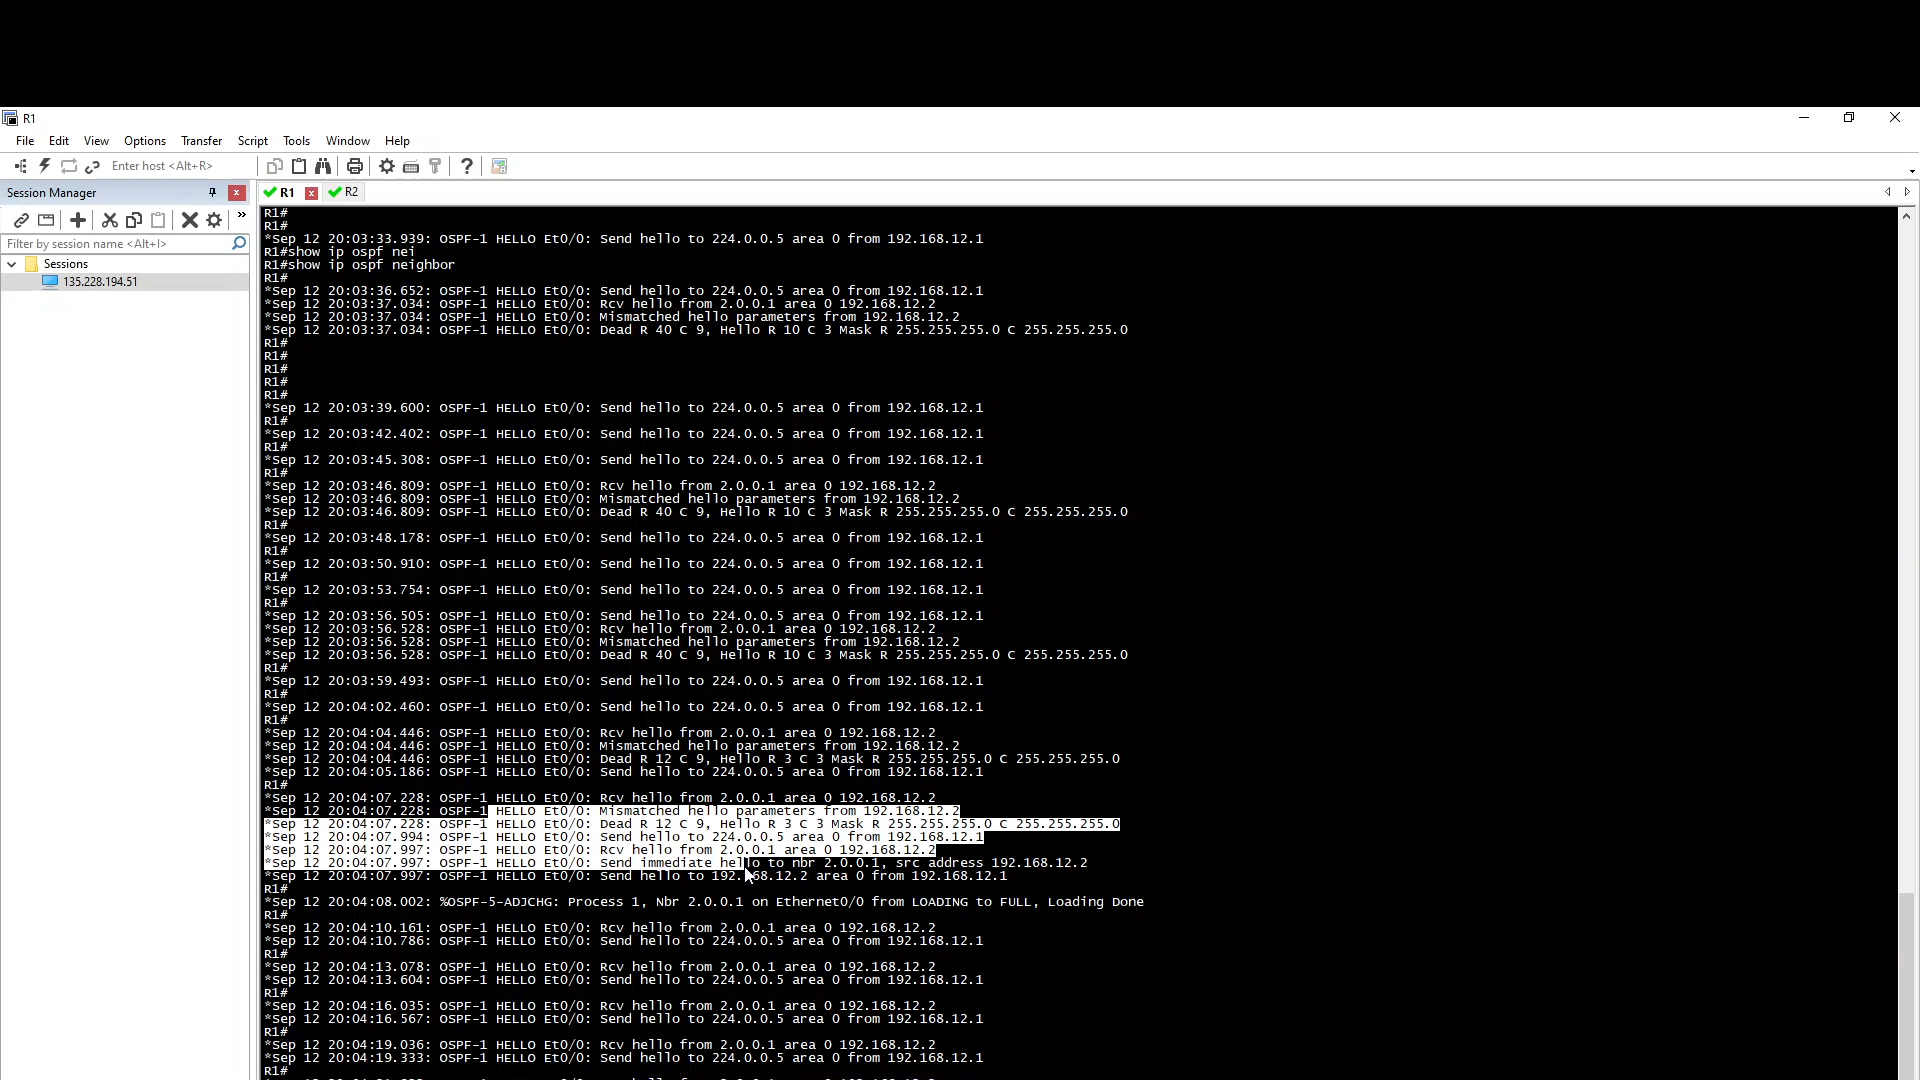 R1
File Edit View Options Transfer Script Tools Window Help
Enter host <Alt+R>
Session Manager
R1 R2
Filter by session name <Alt+I>
Sessions
135.228.194.51
R1#
R1#
*Sep 12 20:03:33.939: OSPF-1 HELLO Et0/0: Send hello to 224.0.0.5 area 0 from 192.168.12.1
R1#show ip ospf nei
R1#show ip ospf neighbor
R1#
*Sep 12 20:03:36.652: OSPF-1 HELLO Et0/0: Send hello to 224.0.0.5 area 0 from 192.168.12.1
*Sep 12 20:03:37.034: OSPF-1 HELLO Et0/0: Rcv hello from 2.0.0.1 area 0 192.168.12.2
*Sep 12 20:03:37.034: OSPF-1 HELLO Et0/0: Mismatched hello parameters from 192.168.12.2
*Sep 12 20:03:37.034: OSPF-1 HELLO Et0/0: Dead R 40 C 9, Hello R 10 C 3 Mask R 255.255.255.0 C 255.255.255.0
R1#
R1#
R1#
R1#
R1#
*Sep 12 20:03:39.600: OSPF-1 HELLO Et0/0: Send hello to 224.0.0.5 area 0 from 192.168.12.1
R1#
*Sep 12 20:03:42.402: OSPF-1 HELLO Et0/0: Send hello to 224.0.0.5 area 0 from 192.168.12.1
R1#
*Sep 12 20:03:45.308: OSPF-1 HELLO Et0/0: Send hello to 224.0.0.5 area 0 from 192.168.12.1
R1#
*Sep 12 20:03:46.809: OSPF-1 HELLO Et0/0: Rcv hello from 2.0.0.1 area 0 192.168.12.2
*Sep 12 20:03:46.809: OSPF-1 HELLO Et0/0: Mismatched hello parameters from 192.168.12.2
*Sep 12 20:03:46.809: OSPF-1 HELLO Et0/0: Dead R 40 C 9, Hello R 10 C 3 Mask R 255.255.255.0 C 255.255.255.0
R1#
*Sep 12 20:03:48.178: OSPF-1 HELLO Et0/0: Send hello to 224.0.0.5 area 0 from 192.168.12.1
R1#
*Sep 12 20:03:50.910: OSPF-1 HELLO Et0/0: Send hello to 224.0.0.5 area 0 from 192.168.12.1
R1#
*Sep 12 20:03:53.754: OSPF-1 HELLO Et0/0: Send hello to 224.0.0.5 area 0 from 192.168.12.1
R1#
*Sep 12 20:03:56.505: OSPF-1 HELLO Et0/0: Send hello to 224.0.0.5 area 0 from 192.168.12.1
*Sep 12 20:03:56.528: OSPF-1 HELLO Et0/0: Rcv hello from 2.0.0.1 area 0 192.168.12.2
*Sep 12 20:03:56.528: OSPF-1 HELLO Et0/0: Mismatched hello parameters from 192.168.12.2
*Sep 12 20:03:56.528: OSPF-1 HELLO Et0/0: Dead R 40 C 9, Hello R 10 C 3 Mask R 255.255.255.0 C 255.255.255.0
R1#
*Sep 12 20:03:59.493: OSPF-1 HELLO Et0/0: Send hello to 224.0.0.5 area 0 from 192.168.12.1
R1#
*Sep 12 20:04:02.460: OSPF-1 HELLO Et0/0: Send hello to 224.0.0.5 area 0 from 192.168.12.1
R1#
*Sep 12 20:04:04.446: OSPF-1 HELLO Et0/0: Rcv hello from 2.0.0.1 area 0 192.168.12.2
*Sep 12 20:04:04.446: OSPF-1 HELLO Et0/0: Mismatched hello parameters from 192.168.12.2
*Sep 12 20:04:04.446: OSPF-1 HELLO Et0/0: Dead R 12 C 9, Hello R 3 C 3 Mask R 255.255.255.0 C 255.255.255.0
*Sep 12 20:04:05.186: OSPF-1 HELLO Et0/0: Send hello to 224.0.0.5 area 0 from 192.168.12.1
R1#
*Sep 12 20:04:07.228: OSPF-1 HELLO Et0/0: Rcv hello from 2.0.0.1 area 0 192.168.12.2
*Sep 12 20:04:07.228: OSPF-1 HELLO Et0/0: Mismatched hello parameters from 192.168.12.2
*Sep 12 20:04:07.228: OSPF-1 HELLO Et0/0: Dead R 12 C 9, Hello R 3 C 3 Mask R 255.255.255.0 C 255.255.255.0
*Sep 12 20:04:07.994: OSPF-1 HELLO Et0/0: Send hello to 224.0.0.5 area 0 from 192.168.12.1
*Sep 12 20:04:07.997: OSPF-1 HELLO Et0/0: Rcv hello from 2.0.0.1 area 0 192.168.12.2
*Sep 12 20:04:07.997: OSPF-1 HELLO Et0/0: Send immediate hello to nbr 2.0.0.1, src address 192.168.12.2
*Sep 12 20:04:07.997: OSPF-1 HELLO Et0/0: Send hello to 192.168.12.2 area 0 from 192.168.12.1
R1#
*Sep 12 20:04:08.002: %OSPF-5-ADJCHG: Process 1, Nbr 2.0.0.1 on Ethernet0/0 from LOADING to FULL, Loading Done
R1#
*Sep 12 20:04:10.161: OSPF-1 HELLO Et0/0: Rcv hello from 2.0.0.1 area 0 192.168.12.2
*Sep 12 20:04:10.786: OSPF-1 HELLO Et0/0: Send hello to 224.0.0.5 area 0 from 192.168.12.1
R1#
*Sep 12 20:04:13.078: OSPF-1 HELLO Et0/0: Rcv hello from 2.0.0.1 area 0 192.168.12.2
*Sep 12 20:04:13.604: OSPF-1 HELLO Et0/0: Send hello to 224.0.0.5 area 0 from 192.168.12.1
R1#
*Sep 12 20:04:16.035: OSPF-1 HELLO Et0/0: Rcv hello from 2.0.0.1 area 0 192.168.12.2
*Sep 12 20:04:16.567: OSPF-1 HELLO Et0/0: Send hello to 224.0.0.5 area 0 from 192.168.12.1
R1#
*Sep 12 20:04:19.036: OSPF-1 HELLO Et0/0: Rcv hello from 2.0.0.1 area 0 192.168.12.2
*Sep 12 20:04:19.333: OSPF-1 HELLO Et0/0: Send hello to 224.0.0.5 area 0 from 192.168.12.1
R1#